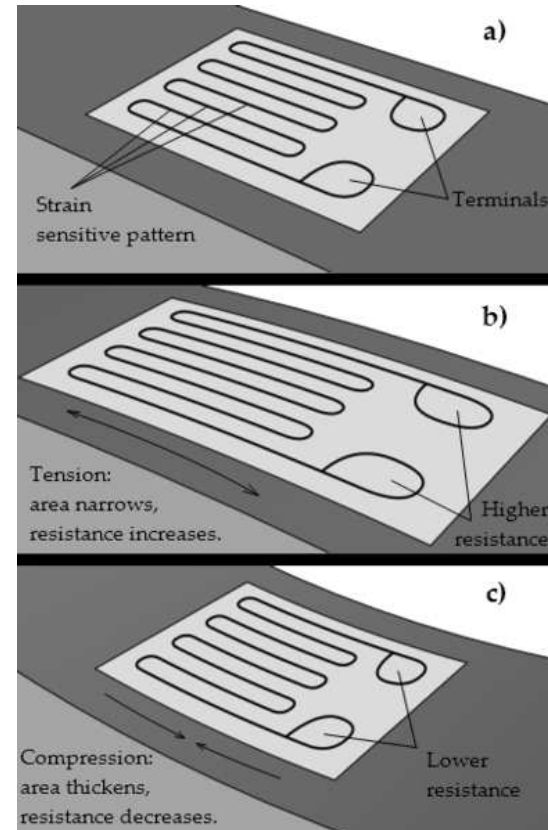 a)
Strain
sensitive pattern
Terminals
b)
Tension:
area narrows,
resistance increases.
Higher
resistance
c)
Compression:
area thickens,
resistance decreases.
Lower
resistance